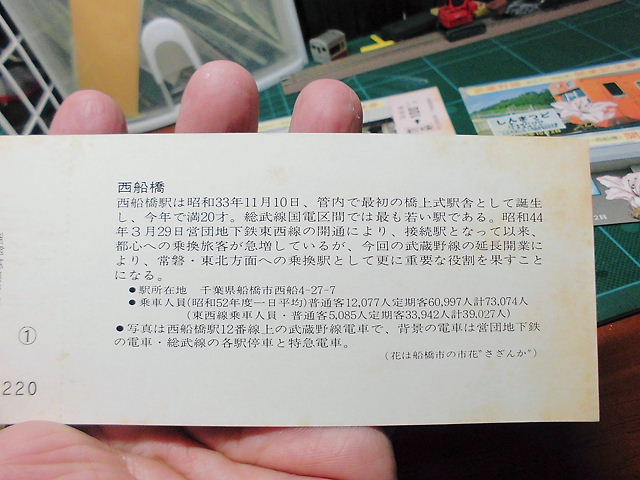 西船橋
西船橋駅は昭和33年11月10日、管内で最初の橋上式駅舎として誕生
し、今年で満20才。総武線国電区間では最も若い駅である。昭和44
年3月29日営団地下鉄東西線の開通により、接続駅となって以来、
都心への乗換旅客が急増しているが、今回の武蔵野線の延長開業によ
り、常磐・東北方面への乗換駅として更に重要な役割を果すことに
になる。
●駅所在地 千葉県船橋市西船4-27-7
●乗車人員(昭和52年度一日平均)普通客12,077人定期客60,997人計73,074人
(東西線乗車人員・普通客5,085人定期客33,942人計39,027人)
●写真は西船橋駅12番線上の武蔵野線電車で、背景の電車は営団地下鉄
の電車・総武線の各駅停車と特急電車。
(花は船橋市の市花"さざんか")
①
220
しんまつど